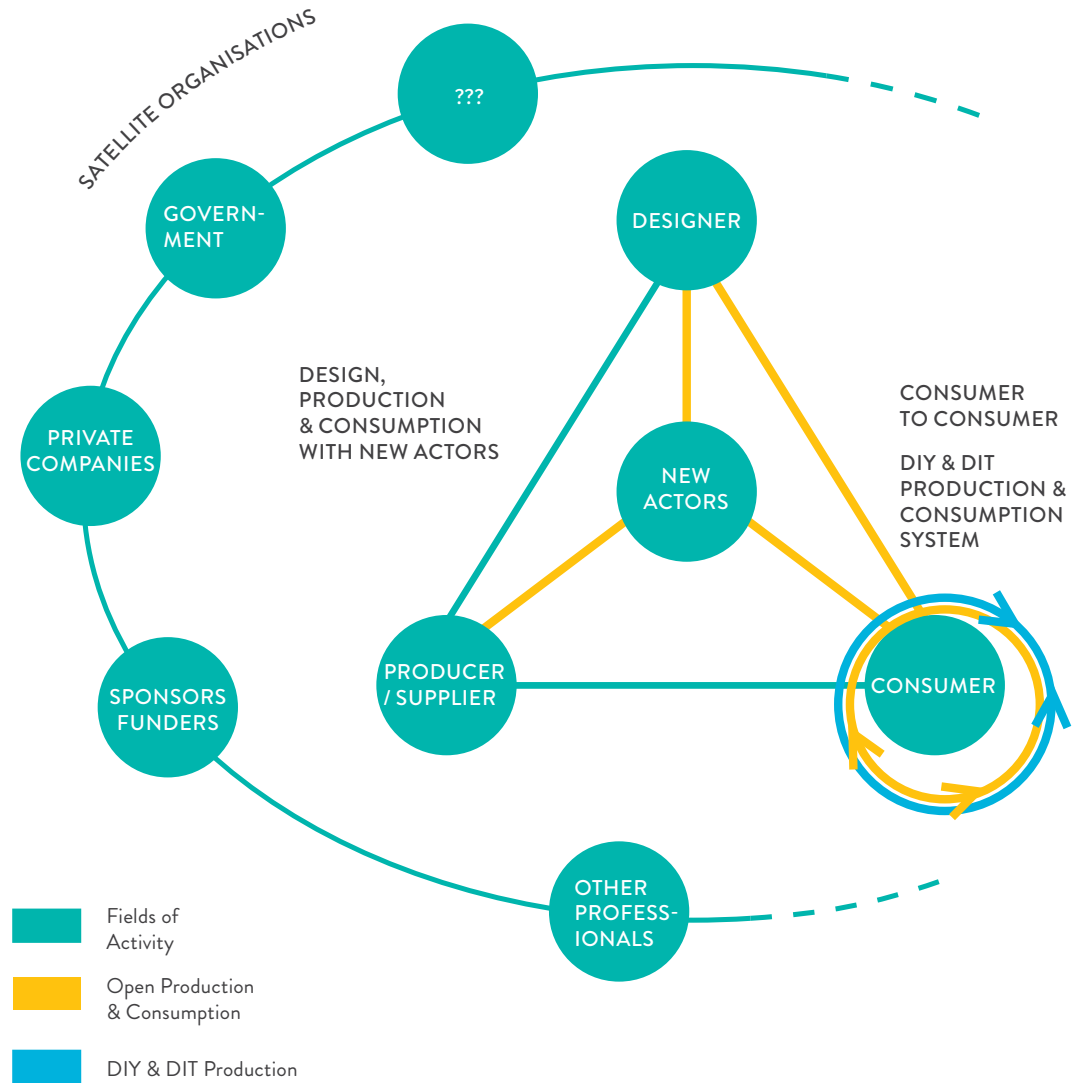 SATELLITE ORGANISATIONS
???
GOVERN-
MENT
DESIGNER
DESIGN,
PRODUCTION
& CONSUMPTION
WITH NEW ACTORS
CONSUMER
TO CONSUMER
DIY & DIT
PRODUCTION &
CONSUMPTION
SYSTEM
PRIVATE
COMPANIES
NEW
ACTORS
SPONSORS
FUNDERS
PRODUCER
/ SUPPLIER
CONSUMER
OTHER
PROFESS-
IONALS
Fields of
Activity
Open Production
& Consumption
DIY & DIT Production